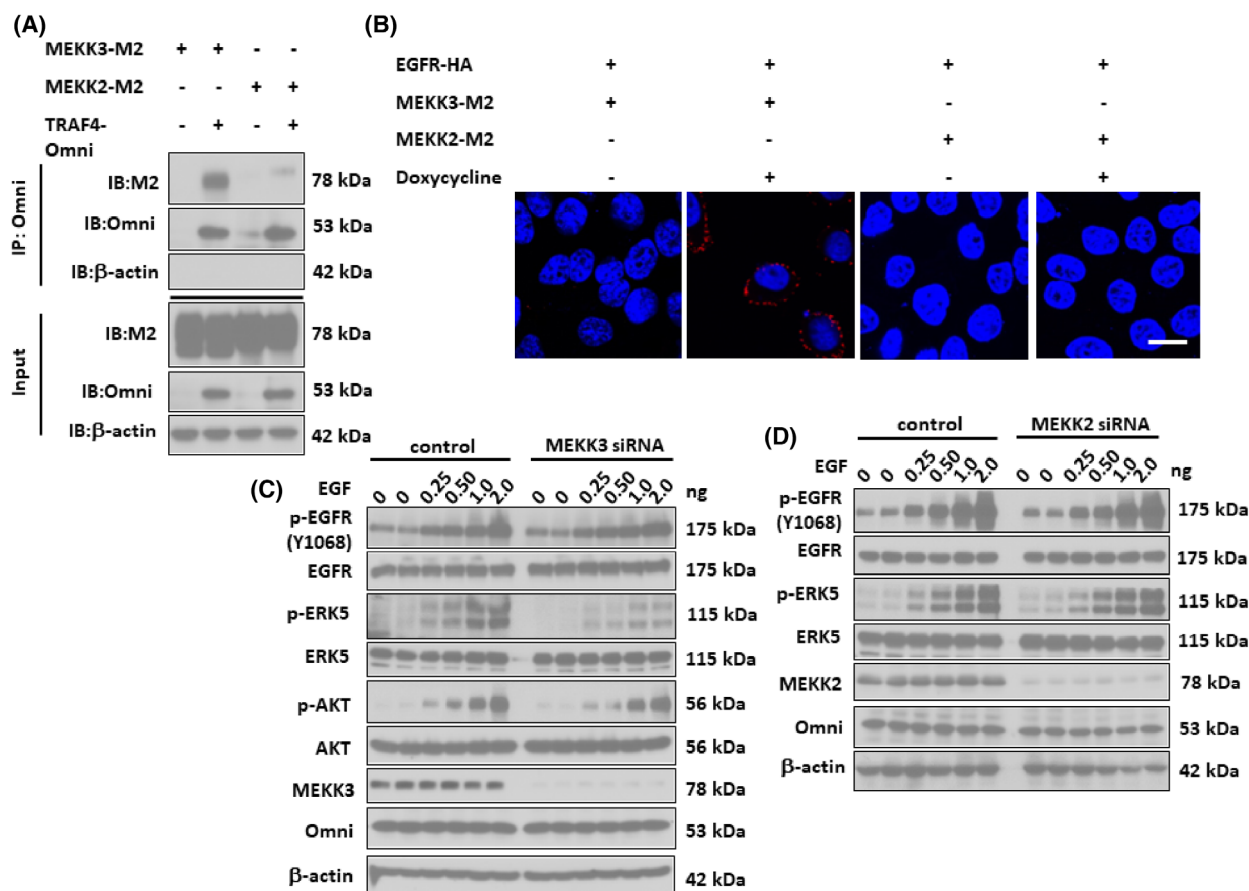 (A)
MEKK3-M2 + + - -
MEKK2-M2 - - + +
TRAF4-Omni - + - +
IP: Omni
IB:M2 78 kDa
IB:Omni 53 kDa
IB:β-actin 42 kDa
Input
IB:M2 78 kDa
IB:Omni 53 kDa
IB:β-actin 42 kDa
(B)
EGFR-HA + + + +
MEKK3-M2 + + - -
MEKK2-M2 - - + +
Doxycycline - + - +
(C)
control MEKK3 siRNA
EGF 0 0 0.25 0.50 1.0 2.0 0 0 0.25 0.50 1.0 2.0 ng
p-EGFR
(Y1068) 175 kDa
EGFR 175 kDa
p-ERK5 115 kDa
ERK5 115 kDa
p-AKT 56 kDa
AKT 56 kDa
MEKK3 78 kDa
Omni 53 kDa
β-actin 42 kDa
(D)
control MEKK2 siRNA
EGF 0 0 0.25 0.50 1.0 2.0 0 0 0.25 0.50 1.0 2.0 ng
p-EGFR
(Y1068) 175 kDa
EGFR 175 kDa
p-ERK5 115 kDa
ERK5 115 kDa
MEKK2 78 kDa
Omni 53 kDa
β-actin 42 kDa